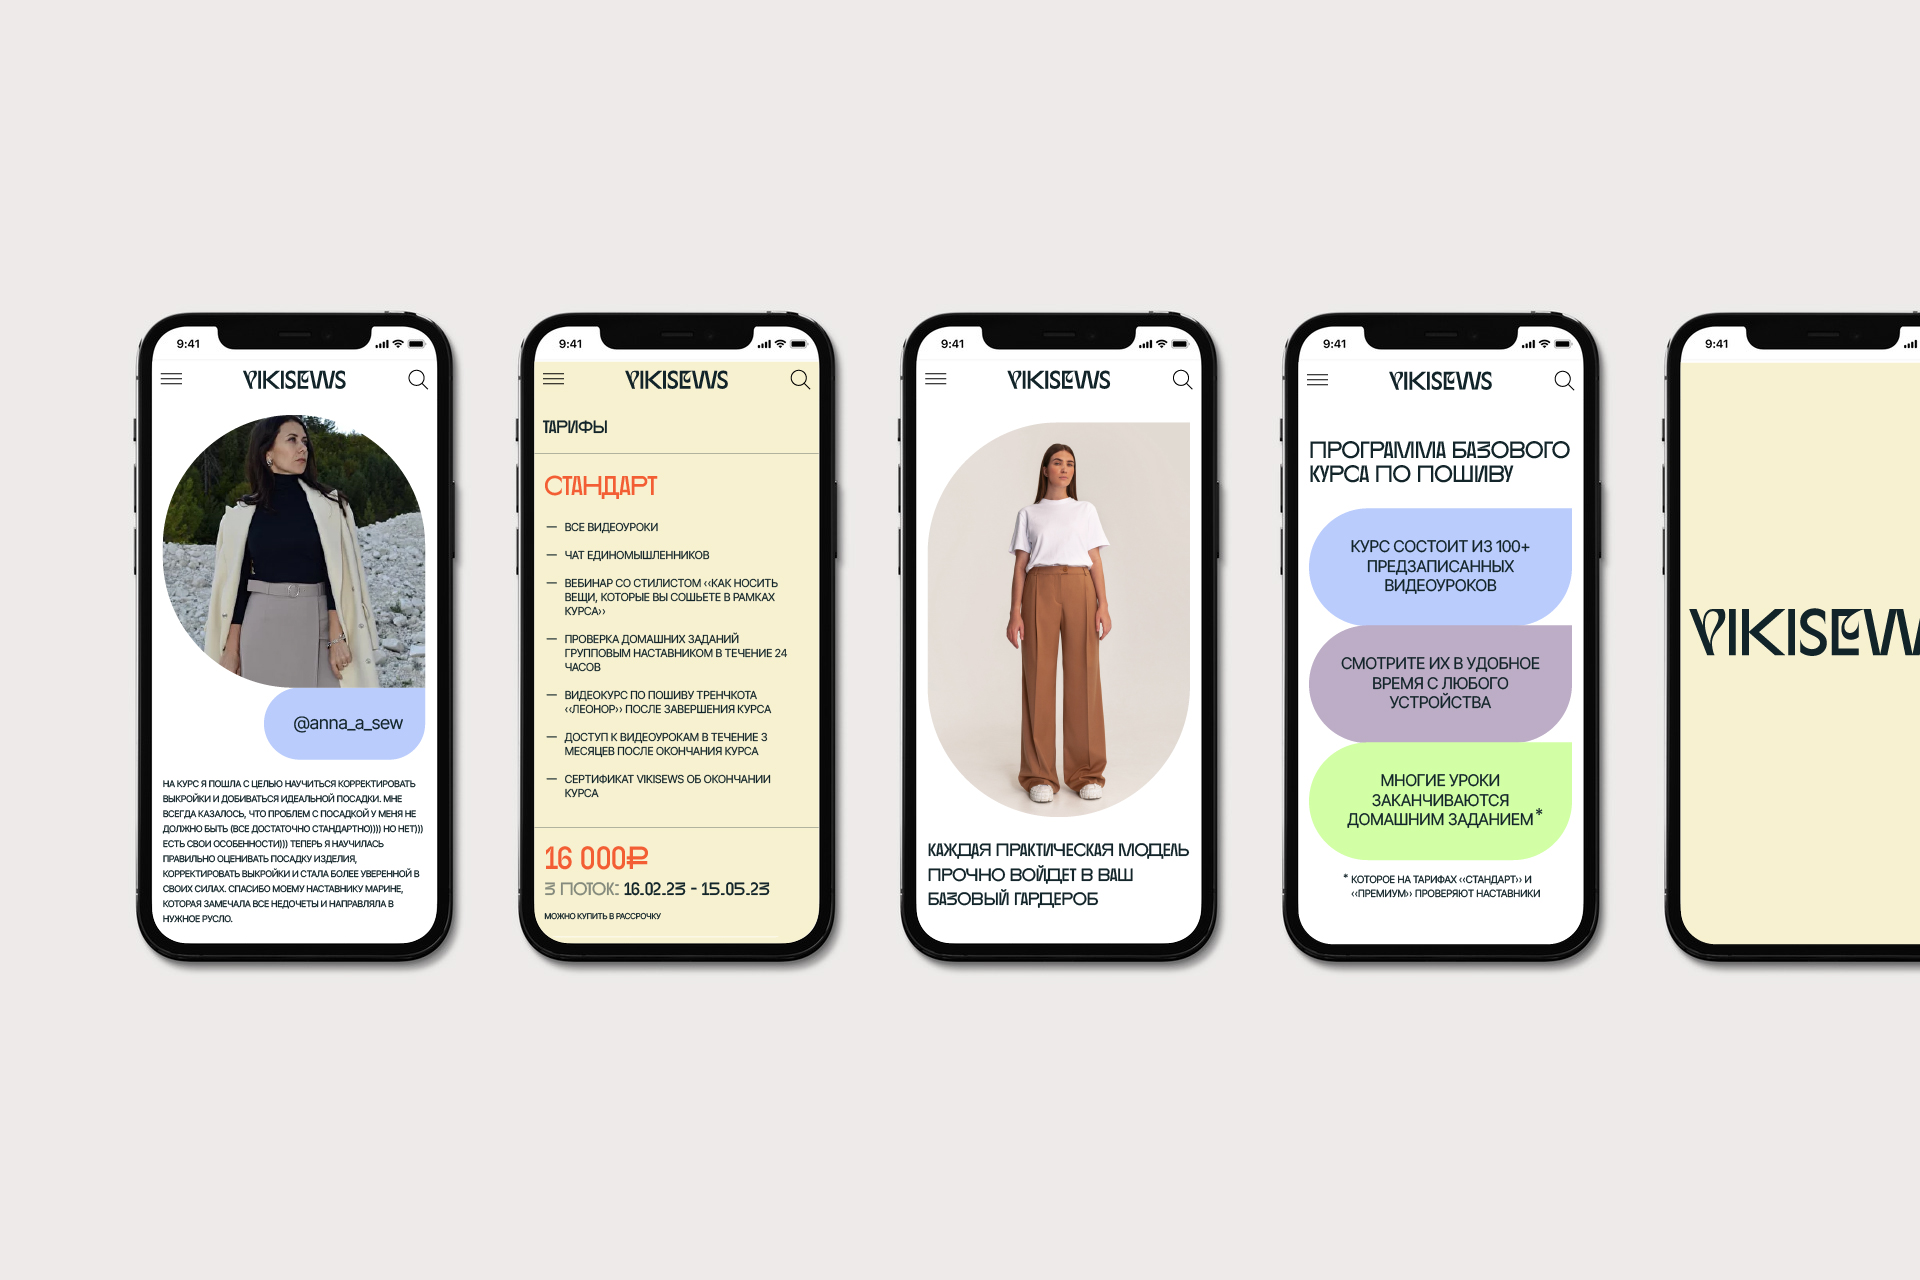 9:41
VIKISEWS
@anna_a_sew
НА КУРС Я ПОШЛА С ЦЕЛЬЮ НАУЧИТЬСЯ КОРРЕКТИРОВАТЬ
ВЫКРОЙКИ И ДОБИВАТЬСЯ ИДЕАЛЬНОЙ ПОСАДКИ. МНЕ
ВСЕГДА КАЗАЛОСЬ, ЧТО ПРОБЛЕМ С ПОСАДКОЙ У МЕНЯ НЕ
ДОЛЖНО БЫТЬ (ВСЕ ДОСТАТОЧНО СТАНДАРТНО)))) НО НЕТ)))
ЕСТЬ СВОИ ОСОБЕННОСТИ))) ТЕПЕРЬ Я НАУЧИЛАСЬ
ПРАВИЛЬНО ОЦЕНИВАТЬ ПОСАДКУ ИЗДЕЛИЯ,
КОРРЕКТИРОВАТЬ ВЫКРОЙКИ И СТАЛА БОЛЕЕ УВЕРЕННОЙ В
СВОИХ СИЛАХ. СПАСИБО МОЕМУ НАСТАВНИКУ МАРИНЕ,
КОТОРАЯ ЗАМЕЧАЛА ВСЕ НЕДОЧЕТЫ И НАПРАВЛЯЛА В
НУЖНОЕ РУСЛО.
9:41
VIKISEWS
ТАРИФЫ
СТАНДАРТ
— ВСЕ ВИДЕОУРОКИ
— ЧАТ ЕДИНОМЫШЛЕННИКОВ
— ВЕБИНАР СО СТИЛИСТОМ ‹‹КАК НОСИТЬ
ВЕЩИ, КОТОРЫЕ ВЫ СОШЬЕТЕ В РАМКАХ
КУРСА››
— ПРОВЕРКА ДОМАШНИХ ЗАДАНИЙ
ГРУППОВЫМ НАСТАВНИКОМ В ТЕЧЕНИЕ 24
ЧАСОВ
— ВИДЕОКУРС ПО ПОШИВУ ТРЕНЧКОТА
‹‹ЛЕОНОР›› ПОСЛЕ ЗАВЕРШЕНИЯ КУРСА
— ДОСТУП К ВИДЕОУРОКАМ В ТЕЧЕНИЕ 3
МЕСЯЦЕВ ПОСЛЕ ОКОНЧАНИЯ КУРСА
— СЕРТИФИКАТ VIKISEWS ОБ ОКОНЧАНИИ
КУРСА
16 000₽
3 ПОТОК: 16.02.23 - 15.05.23
МОЖНО КУПИТЬ В РАССРОЧКУ
9:41
VIKISEWS
КАЖДАЯ ПРАКТИЧЕСКАЯ МОДЕЛЬ
ПРОЧНО ВОЙДЕТ В ВАШ
БАЗОВЫЙ ГАРДЕРОБ
9:41
VIKISEWS
ПРОГРАММА БАЗОВОГО
КУРСА ПО ПОШИВУ
КУРС СОСТОИТ ИЗ 100+
ПРЕДЗАПИСАННЫХ
ВИДЕОУРОКОВ
СМОТРИТЕ ИХ В УДОБНОЕ
ВРЕМЯ С ЛЮБОГО
УСТРОЙСТВА
МНОГИЕ УРОКИ
ЗАКАНЧИВАЮТСЯ
ДОМАШНИМ ЗАДАНИЕМ*
* КОТОРОЕ НА ТАРИФАХ ‹‹СТАНДАРТ›› И
‹‹ПРЕМИУМ›› ПРОВЕРЯЮТ НАСТАВНИКИ
9:41
VIKISEW